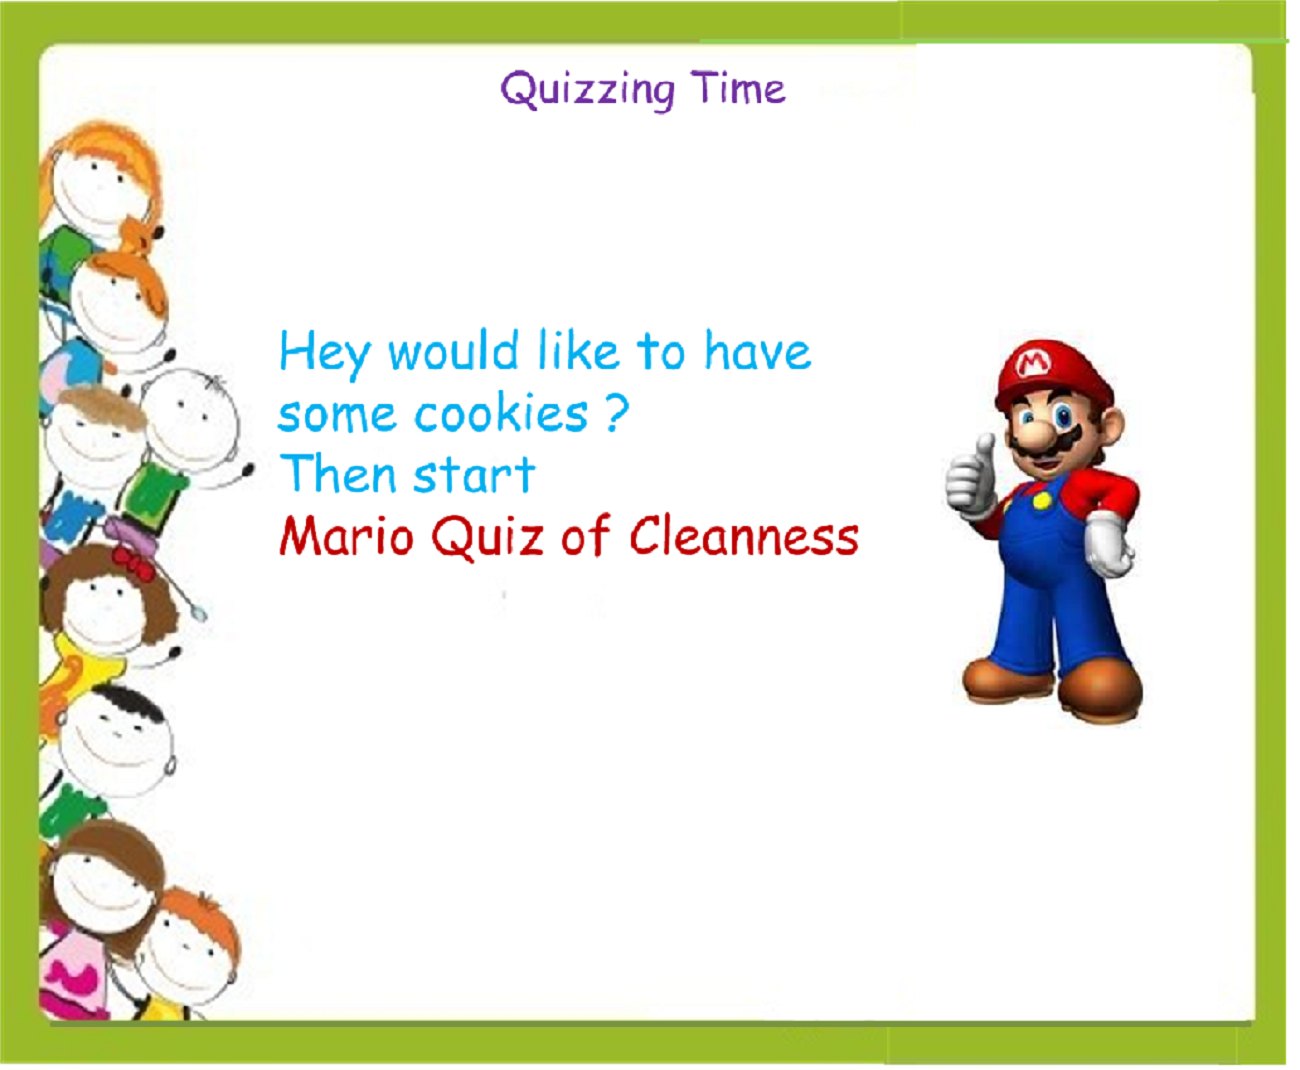 Quizzing Time
Hey would like to have
some cookies ?
Then start
Mario Quiz of Cleanness
M